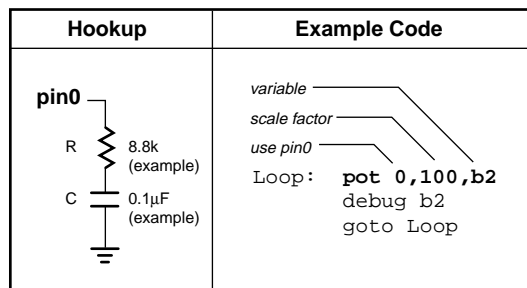 Hookup
Example Code
pin0
R
8.8k
(example)
C
0.1µF
(example)
variable
scale factor
use pin0
Loop: pot 0,100,b2
debug b2
goto Loop